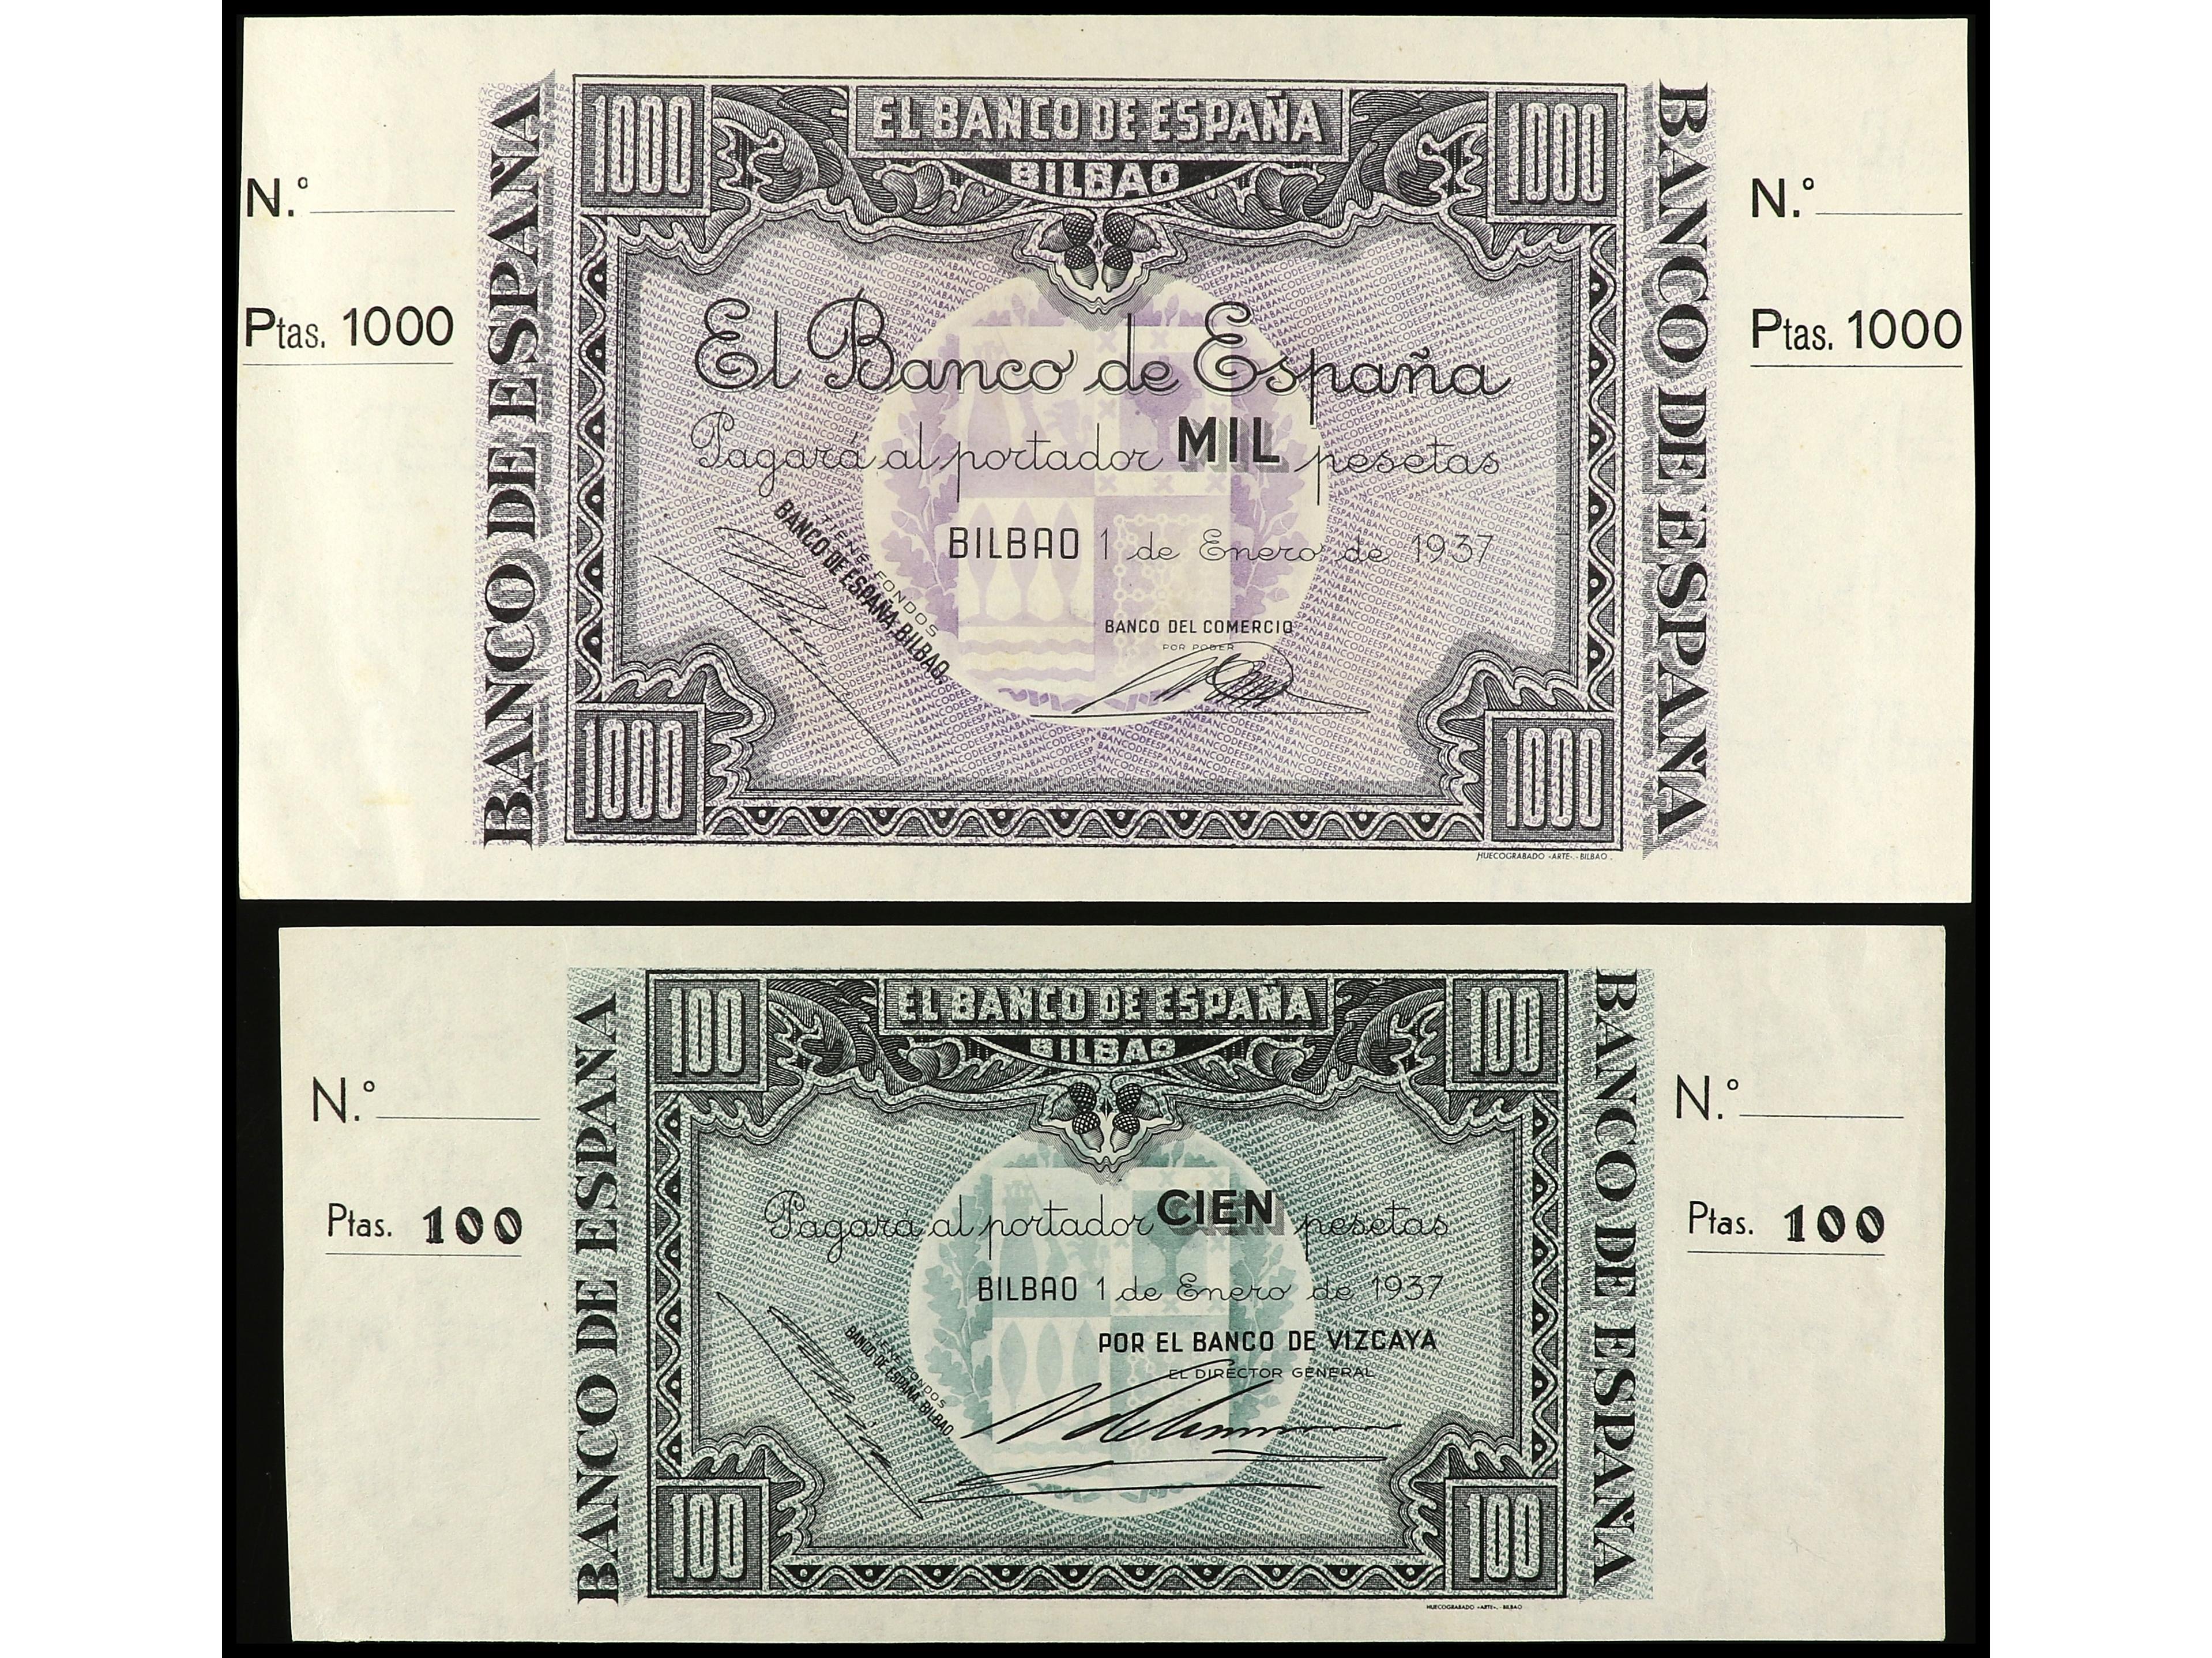 N.º
Ptas. 1000
BANCO DE ESPAÑA
1000
EL BANCO DE ESPAÑA
1000
BILBAO
El Banco de España
Pagará al portador MIL pesetas
BILBAO 1 de Enero de 1937
TIENE FONDOS
BANCO DE ESPAÑA.-BILBAO.
BANCO DEL COMERCIO
POR PODER
1000
1000
HUECOGRABADO «ARTE».-BILBAO.
BANCO DE ESPAÑA
N.º
Ptas. 1000
N.º
Ptas. 100
BANCO DE ESPAÑA
100
EL BANCO DE ESPAÑA
100
BILBAO
Pagará al portador CIEN pesetas
BILBAO 1 de Enero de 1937
TIENE FONDOS
BANCO DE ESPAÑA. BILBAO
POR EL BANCO DE VIZCAYA
EL DIRECTOR GENERAL
100
100
HUECOGRABADO «ARTE».-BILBAO
BANCO DE ESPAÑA
N.º
Ptas. 100